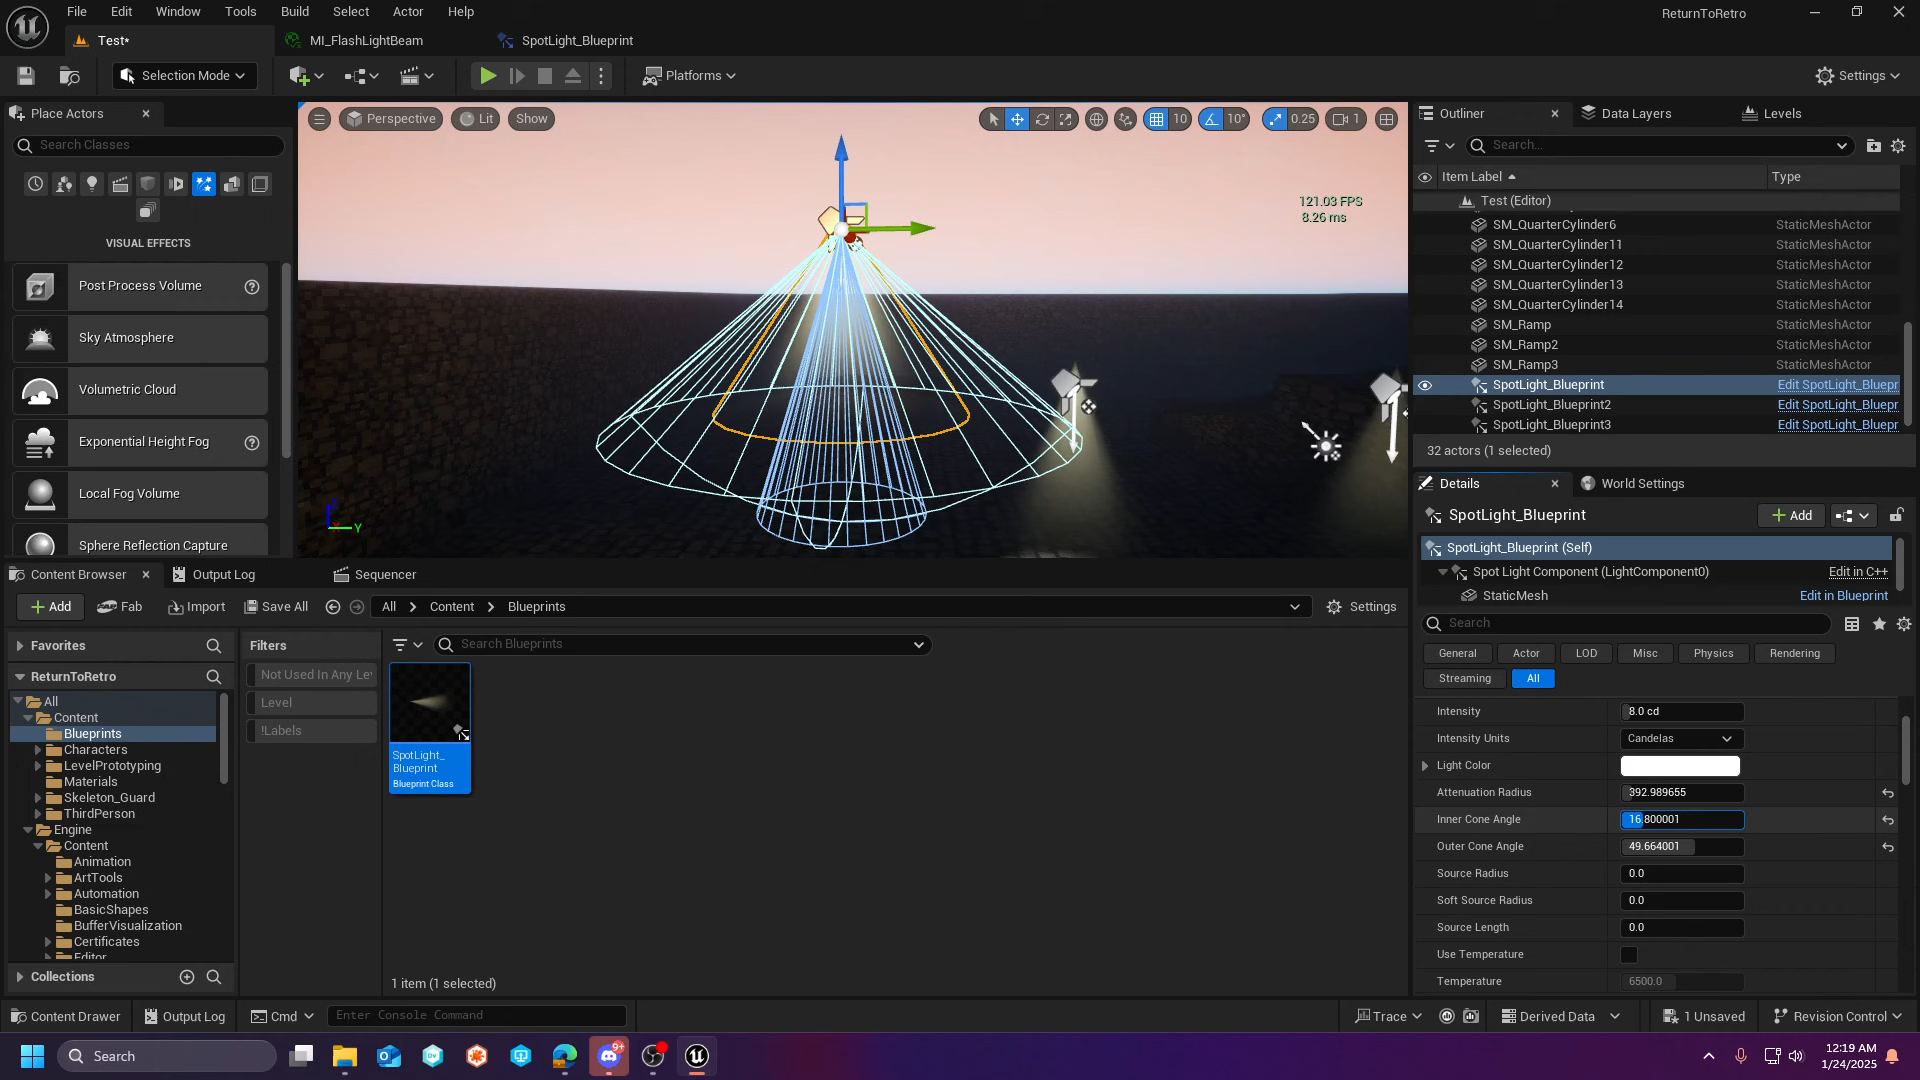 File Edit Window Tools Build Select Actor Help
ReturnToRetro
Test*
MI_FlashLightBeam
SpotLight_Blueprint
Selection Mode
Platforms
Settings
Place Actors
Search Classes
VISUAL EFFECTS
Post Process Volume
Sky Atmosphere
Volumetric Cloud
Exponential Height Fog
Local Fog Volume
Sphere Reflection Capture
Perspective
Lit
Show
10
10°
0.25
1
121.03 FPS
8.26 ms
Y
Outliner
Data Layers
Levels
Search...
Item Label
Type
Test (Editor)
SM_QuarterCylinder6 StaticMeshActor
SM_QuarterCylinder11 StaticMeshActor
SM_QuarterCylinder12 StaticMeshActor
SM_QuarterCylinder13 StaticMeshActor
SM_QuarterCylinder14 StaticMeshActor
SM_Ramp StaticMeshActor
SM_Ramp2 StaticMeshActor
SM_Ramp3 StaticMeshActor
SpotLight_Blueprint Edit SpotLight_Bluepr
SpotLight_Blueprint2 Edit SpotLight_Bluepr
SpotLight_Blueprint3 Edit SpotLight_Bluepr
32 actors (1 selected)
Details
World Settings
SpotLight_Blueprint
Add
SpotLight_Blueprint (Self)
Spot Light Component (LightComponent0) Edit in C++
StaticMesh Edit in Blueprint
Search
General Actor LOD Misc Physics Rendering
Streaming All
Intensity 8.0 cd
Intensity Units Candelas
Light Color
Attenuation Radius 392.989655
Inner Cone Angle 16.800001
Outer Cone Angle 49.664001
Source Radius 0.0
Soft Source Radius 0.0
Source Length 0.0
Use Temperature
Temperature 6500.0
Content Browser
Output Log
Sequencer
Add
Fab
Import
Save All
All
Content
Blueprints
Settings
Favorites
ReturnToRetro
All
Content
Blueprints
Characters
LevelPrototyping
Materials
Skeleton_Guard
ThirdPerson
Engine
Content
Animation
ArtTools
Automation
BasicShapes
BufferVisualization
Certificates
Editor
Collections
Filters
Not Used In Any Le
Level
!Labels
Search Blueprints
SpotLight_
Blueprint
Blueprint Class
1 item (1 selected)
Content Drawer
Output Log
Cmd
Enter Console Command
Trace
Derived Data
1 Unsaved
Revision Control
Search
9+
12:19 AM
1/24/2025